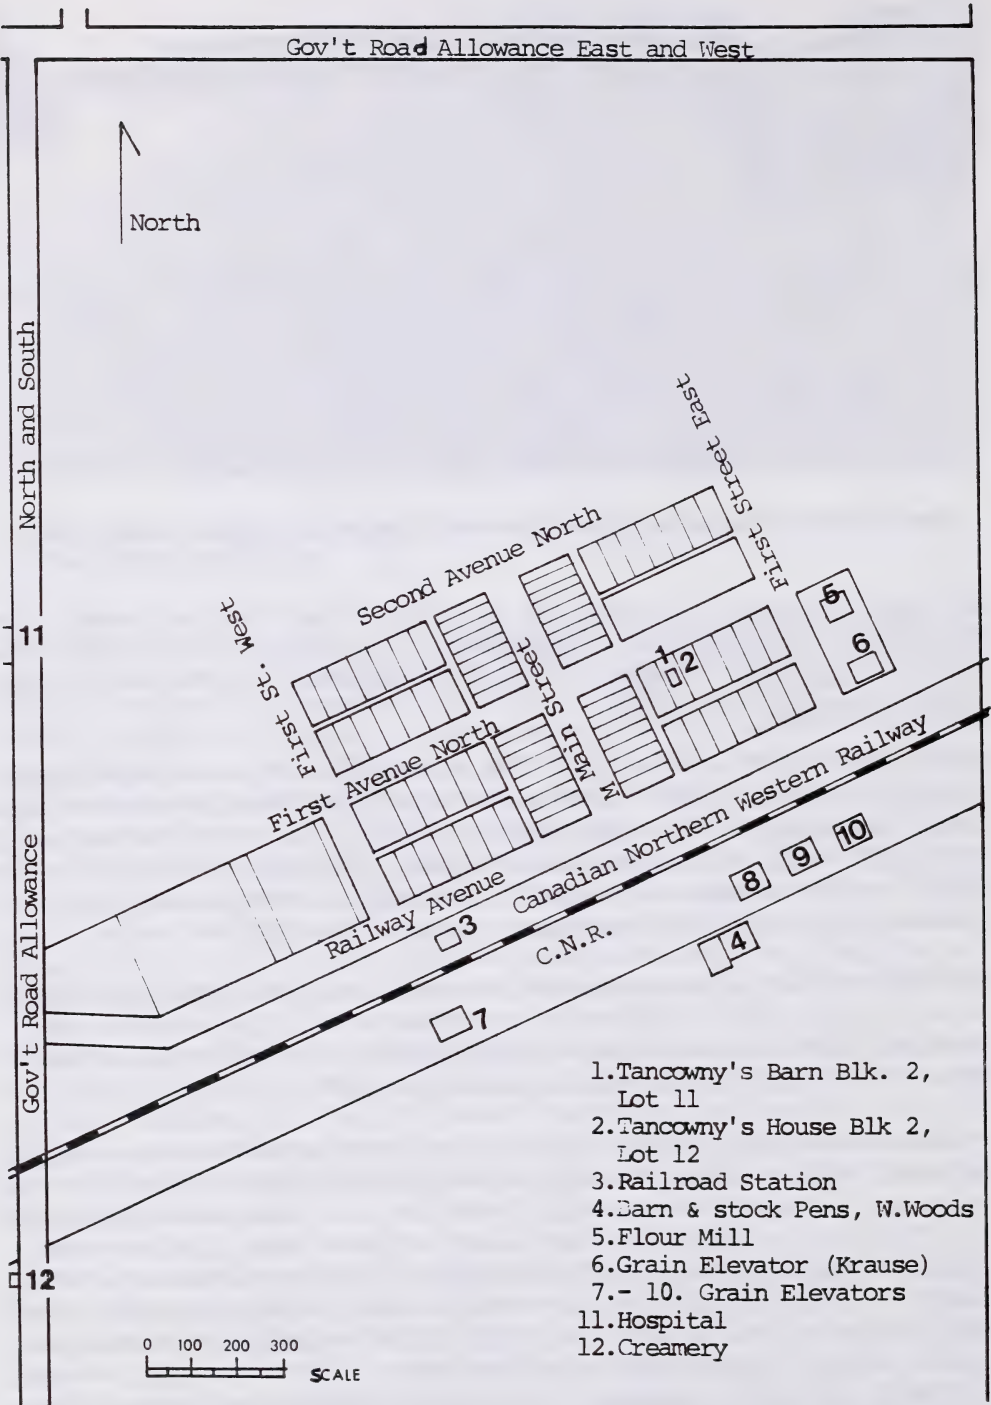 Gov't Road Allowance East and West
North
North and South
Gov't Road Allowance
First St. West
Second Avenue North
First Street East
Main Street
M
First Avenue North
Railway Avenue
Canadian Northern Western Railway
C.N.R.
5
6
1
2
3
10
9
8
4
7
11
12
1.Tancowny's Barn Blk. 2,
Lot 11
2.Tancowny's House Blk 2,
Lot 12
3.Railroad Station
4.Barn & stock Pens, W.Woods
5.Flour Mill
6.Grain Elevator (Krause)
7.- 10. Grain Elevators
11.Hospital
12.Creamery
0 100 200 300
SCALE